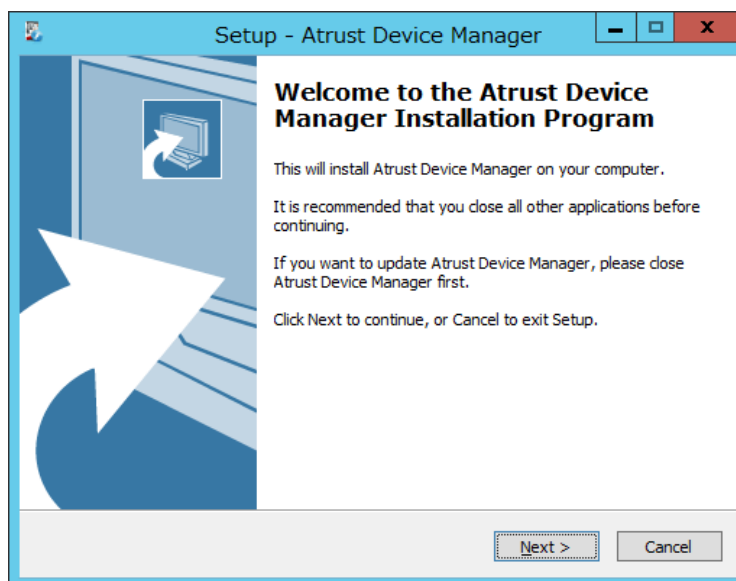 Setup - Atrust Device Manager
Welcome to the Atrust Device
Manager Installation Program
This will install Atrust Device Manager on your computer.
It is recommended that you close all other applications before
continuing.
If you want to update Atrust Device Manager, please close
Atrust Device Manager first.
Click Next to continue, or Cancel to exit Setup.
Next >
Cancel